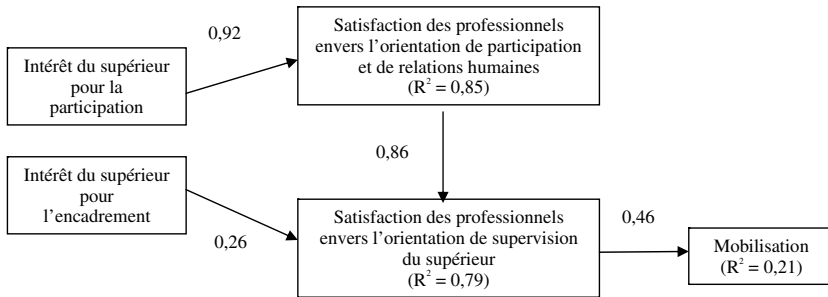 0,92
Satisfaction des professionnels
envers l’orientation de participation
et de relations humaines
(R² = 0,85)
Intérêt du supérieur
pour la
participation
0,86
Intérêt du supérieur
pour
l’encadrement
0,26
Satisfaction des professionnels
envers l’orientation de supervision
du supérieur
(R² = 0,79)
0,46
Mobilisation
(R² = 0,21)